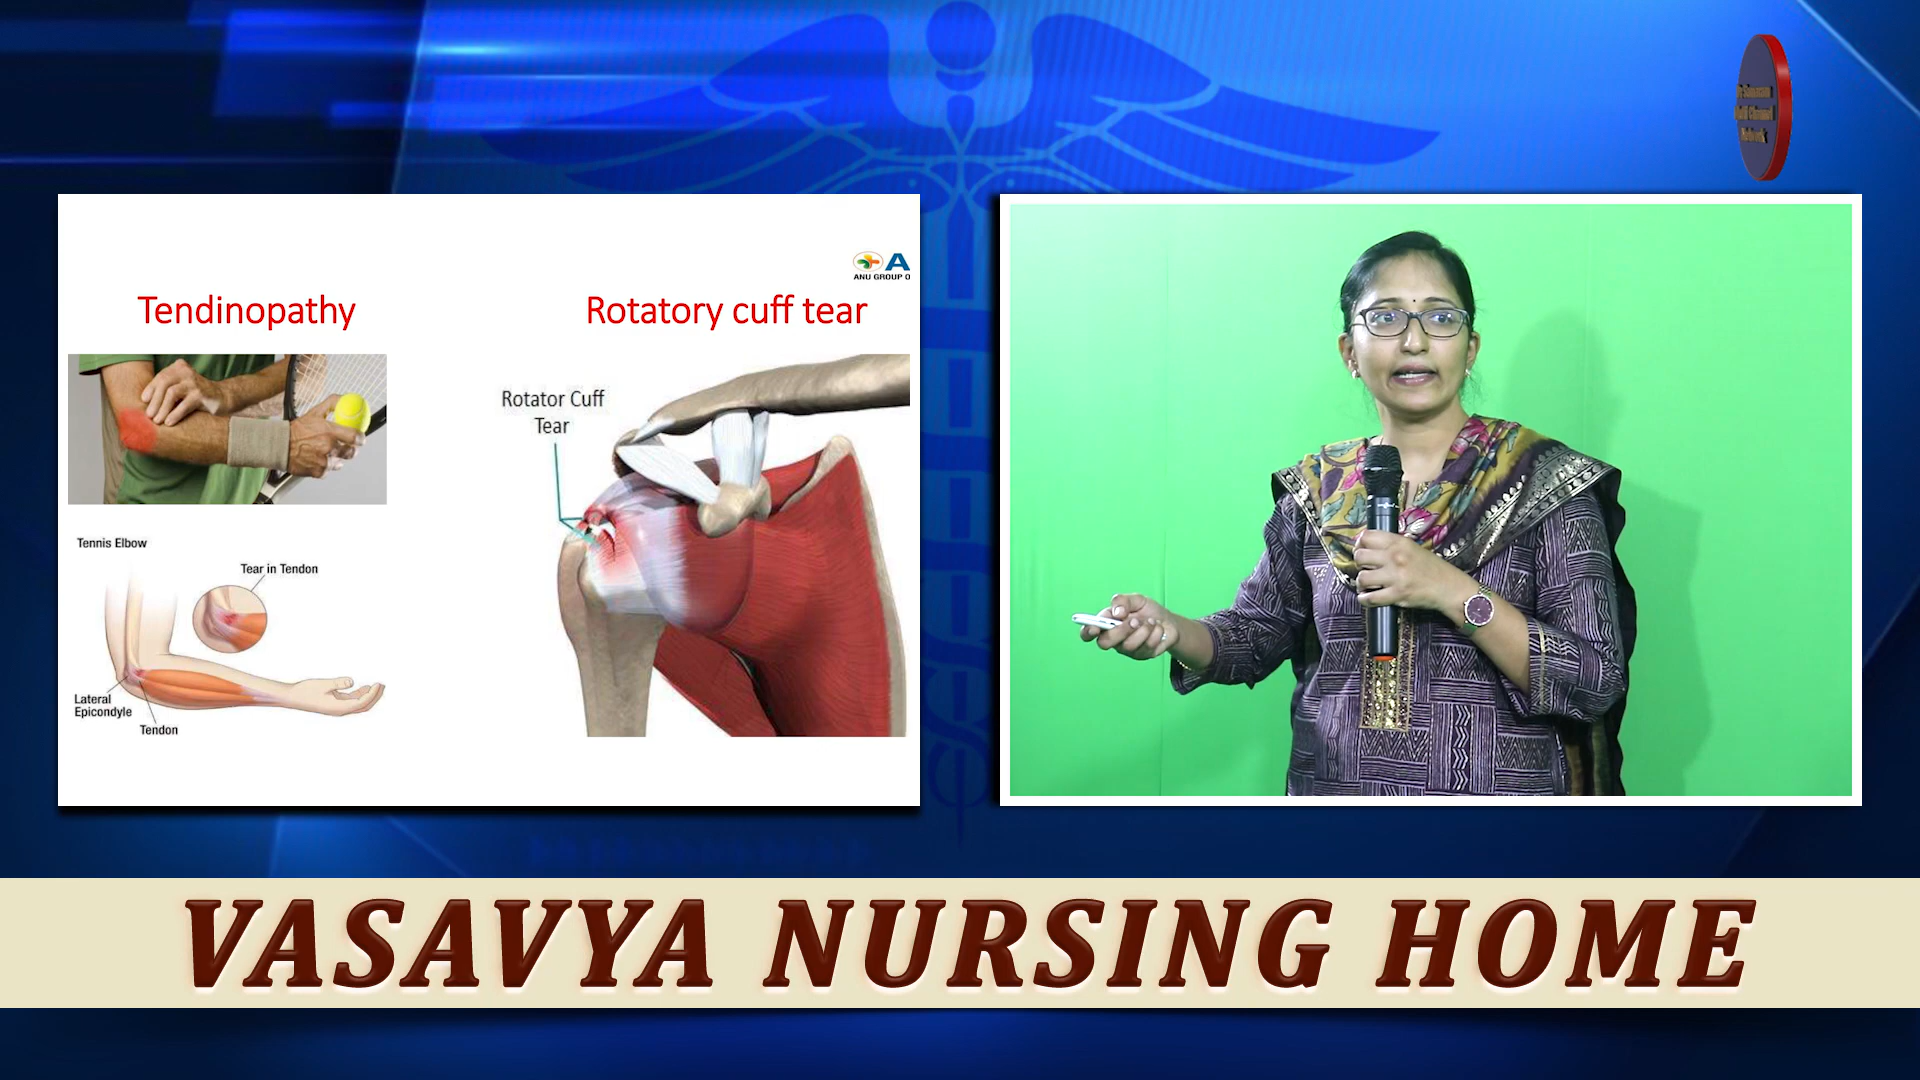 ANU GROUP O
Tendinopathy
Rotatory cuff tear
Rotator Cuff
Tear
Tennis Elbow
Tear in Tendon
Lateral
Epicondyle
Tendon
VASAVYA NURSING HOME